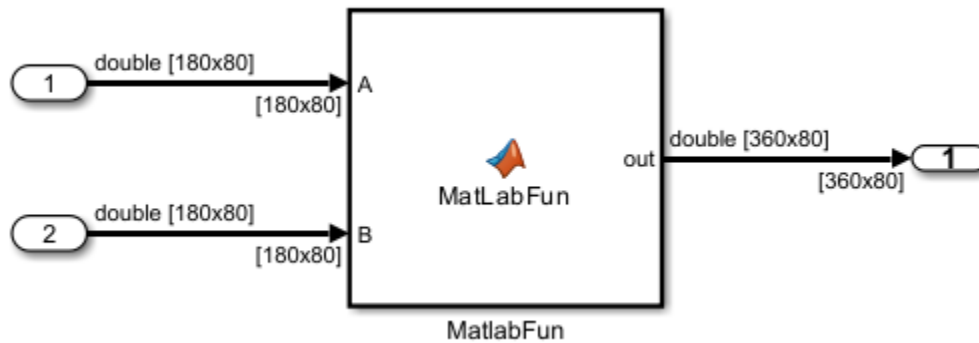 double [180x80]
1
[180x80]
A
double [180x80]
2
[180x80]
B
MatLabFun
out
double [360x80]
1
[360x80]
MatlabFun